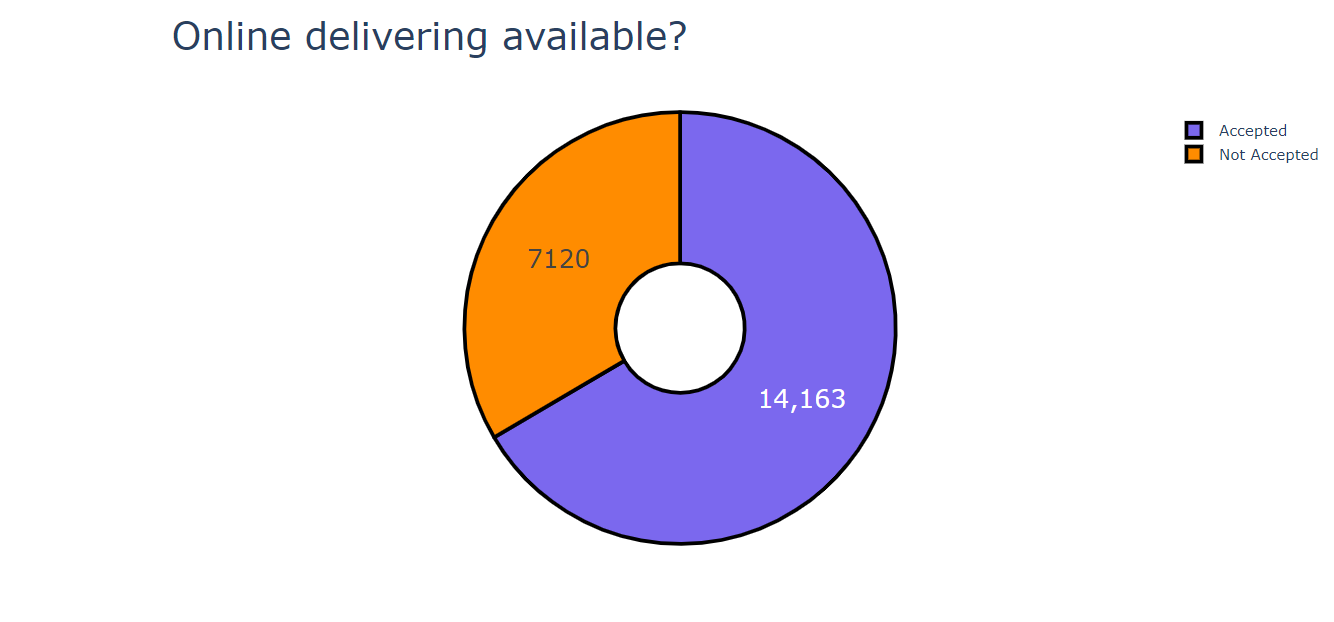 Online delivering available?
Accepted
Not Accepted
7120
14,163